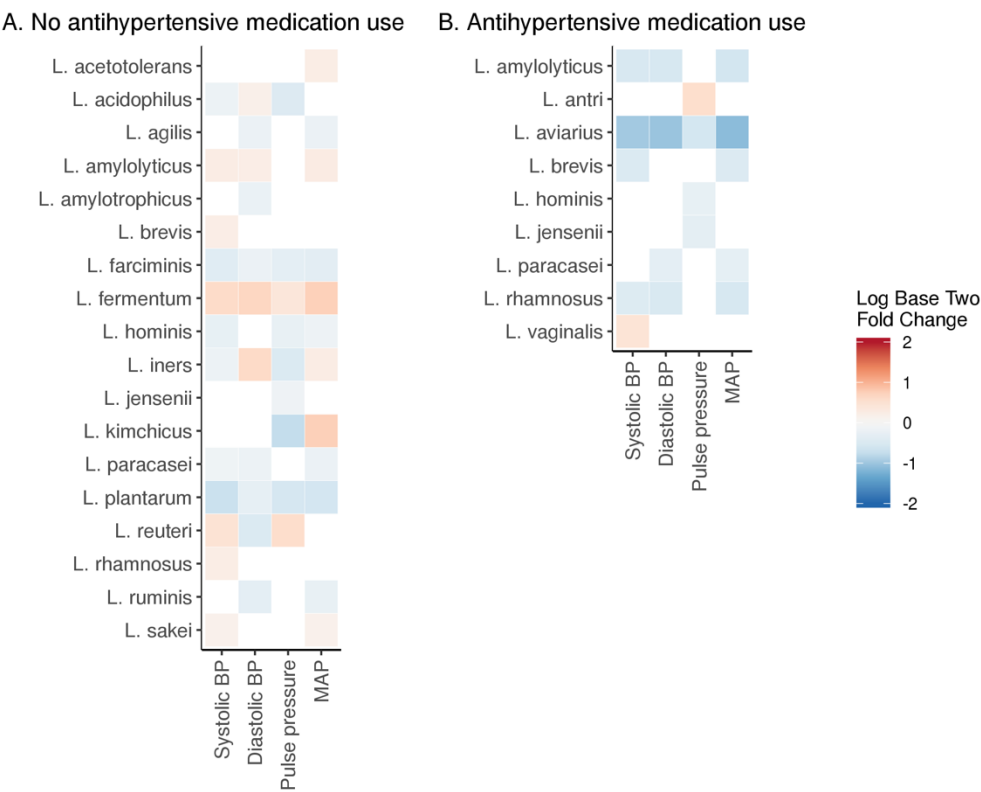 A. No antihypertensive medication use
L. acetotolerans
L. acidophilus
L. agilis
L. amylolyticus
L. amylotrophicus
L. brevis
L. farciminis
L. fermentum
L. hominis
L. iners
L. jensenii
L. kimchicus
L. paracasei
L. plantarum
L. reuteri
L. rhamnosus
L. ruminis
L. sakei
Systolic BP
Diastolic BP
Pulse pressure
MAP
B. Antihypertensive medication use
L. amylolyticus
L. antri
L. aviarius
L. brevis
L. hominis
L. jensenii
L. paracasei
L. rhamnosus
L. vaginalis
Systolic BP
Diastolic BP
Pulse pressure
MAP
Log Base Two
Fold Change
2
1
0
-1
-2